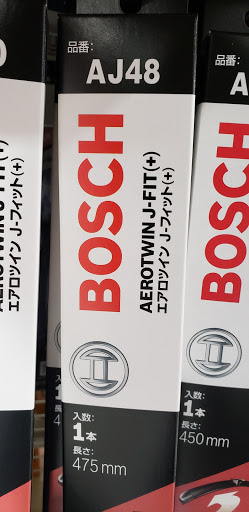 品番:
AJ48
BOSCH
AEROTWIN J-FIT(+)
エアロツイン J-フィット(+)
入数:
1本
長さ:
475mm
BOSCH
入数:
1本
長さ:
450mm